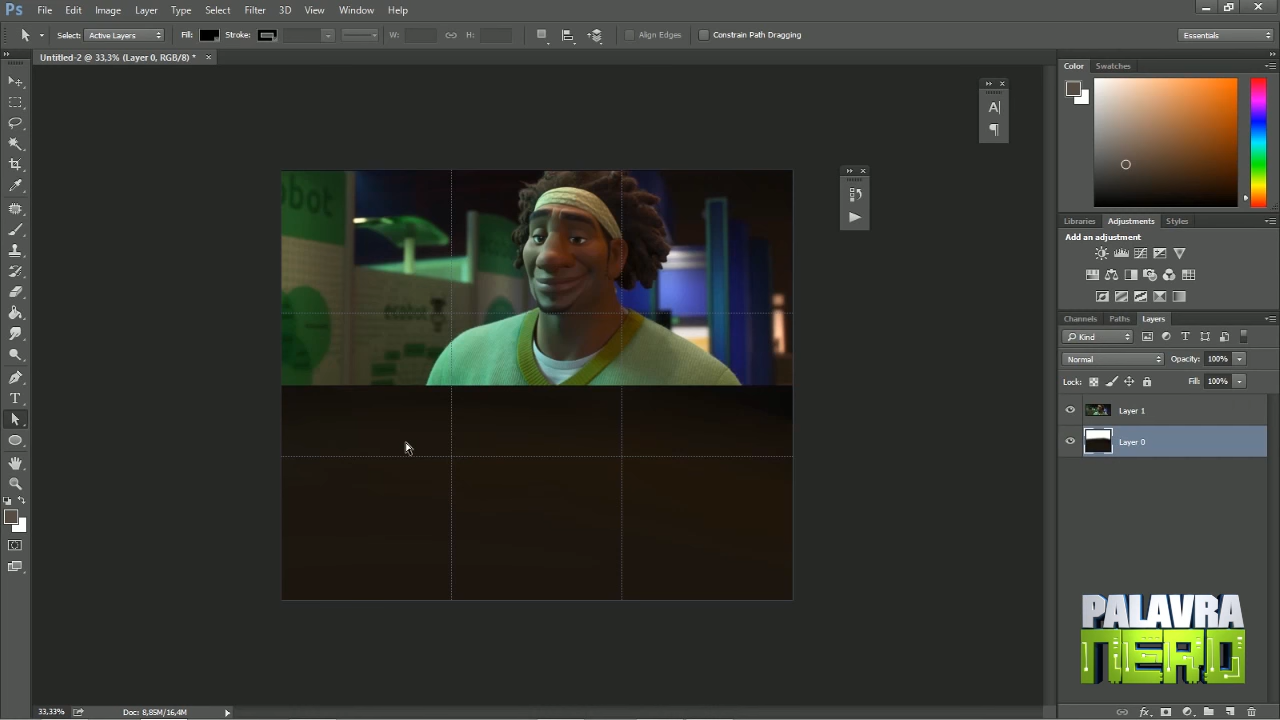 Ps File Edit Image Layer Type Select Filter 3D View Window Help
Select: Active Layers Fill: Stroke: W: H: Align Edges Constrain Path Dragging Essentials
Untitled-2 @ 33,3% (Layer 0, RGB/8) * ×
Color Swatches
Libraries Adjustments Styles
Add an adjustment
Channels Paths Layers
Kind
Normal Opacity: 100%
Lock: Fill: 100%
Layer 1
Layer 0
obot
PALAVRA
NERD
33,33% Doc: 8,85M/16,4M